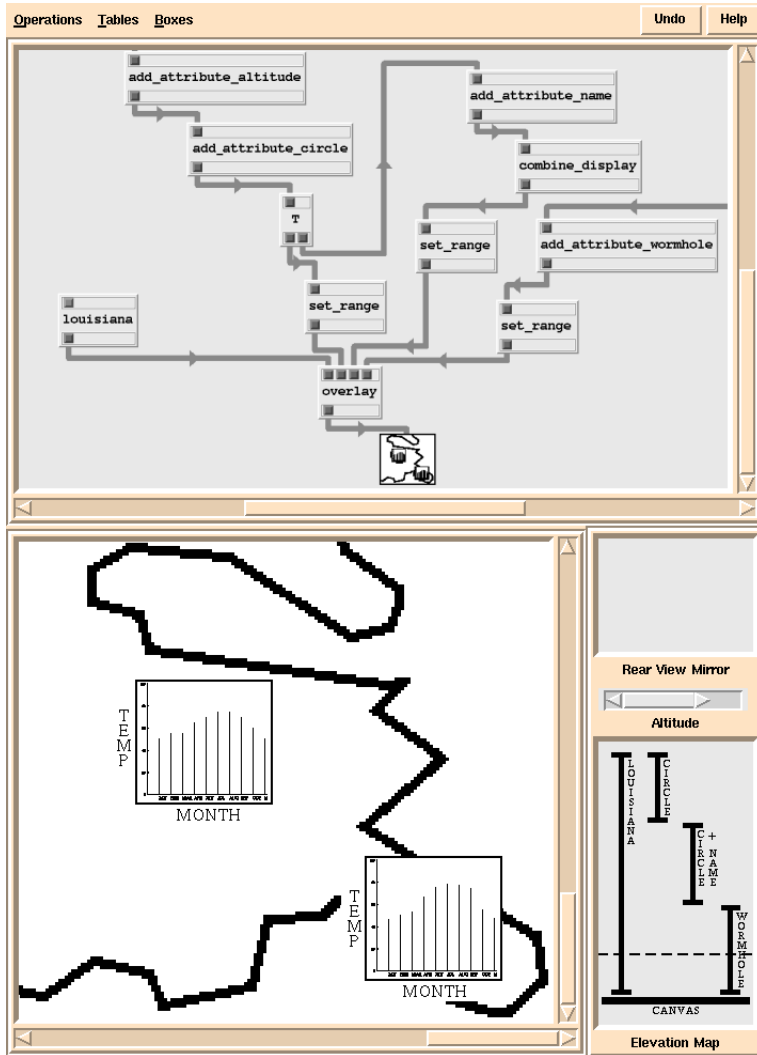 Operations Tables Boxes Undo Help
add_attribute_altitude
add_attribute_name
add_attribute_circle
combine_display
T
set_range
add_attribute_wormhole
set_range
louisiana
set_range
overlay
TEMP
MONTH
TEMP
MONTH
Rear View Mirror
Altitude
LOUISIANA
CIRCLE
CIRCLE
+ NAME
WORMHOLE
CANVAS
Elevation Map